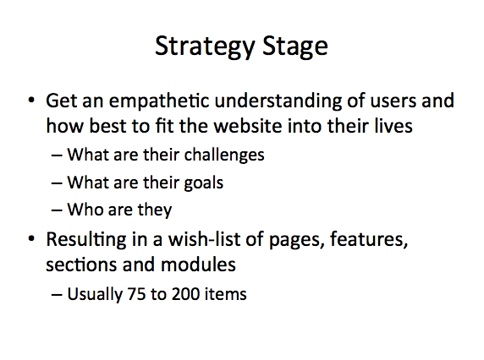 Strategy Stage
• Get an empathetic understanding of users and
how best to fit the website into their lives
– What are their challenges
– What are their goals
– Who are they
• Resulting in a wish-list of pages, features,
sections and modules
– Usually 75 to 200 items